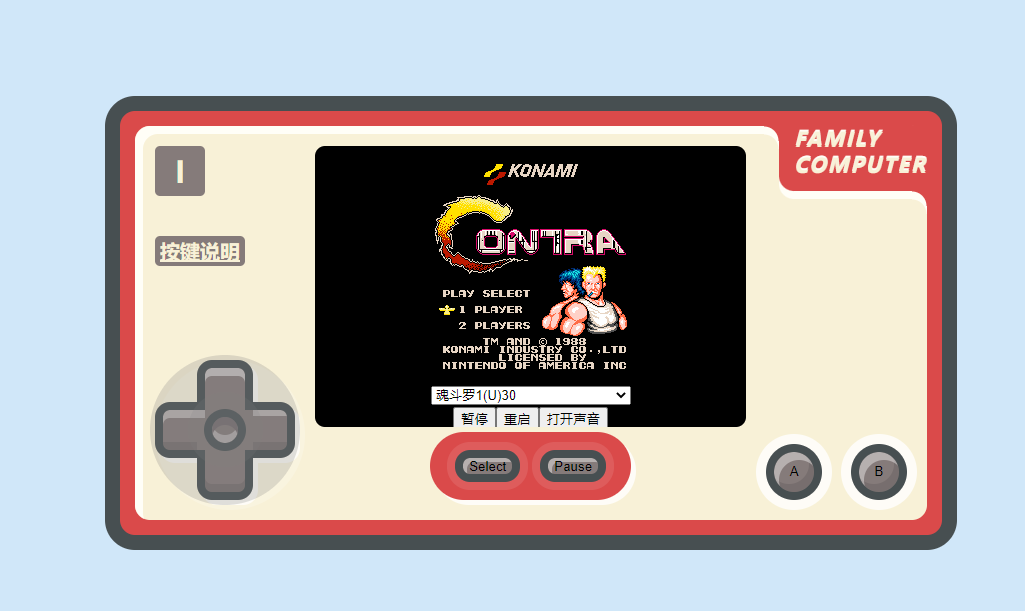 FAMILY
COMPUTER
I
按键说明
KONAMI
CONTRA
PLAY SELECT
1 PLAYER
2 PLAYERS
TM AND © 1988
KONAMI INDUSTRY CO.,LTD
LICENSED BY
NINTENDO OF AMERICA INC
魂斗罗1(U)30
暂停 重启 打开声音
Select Pause
A B